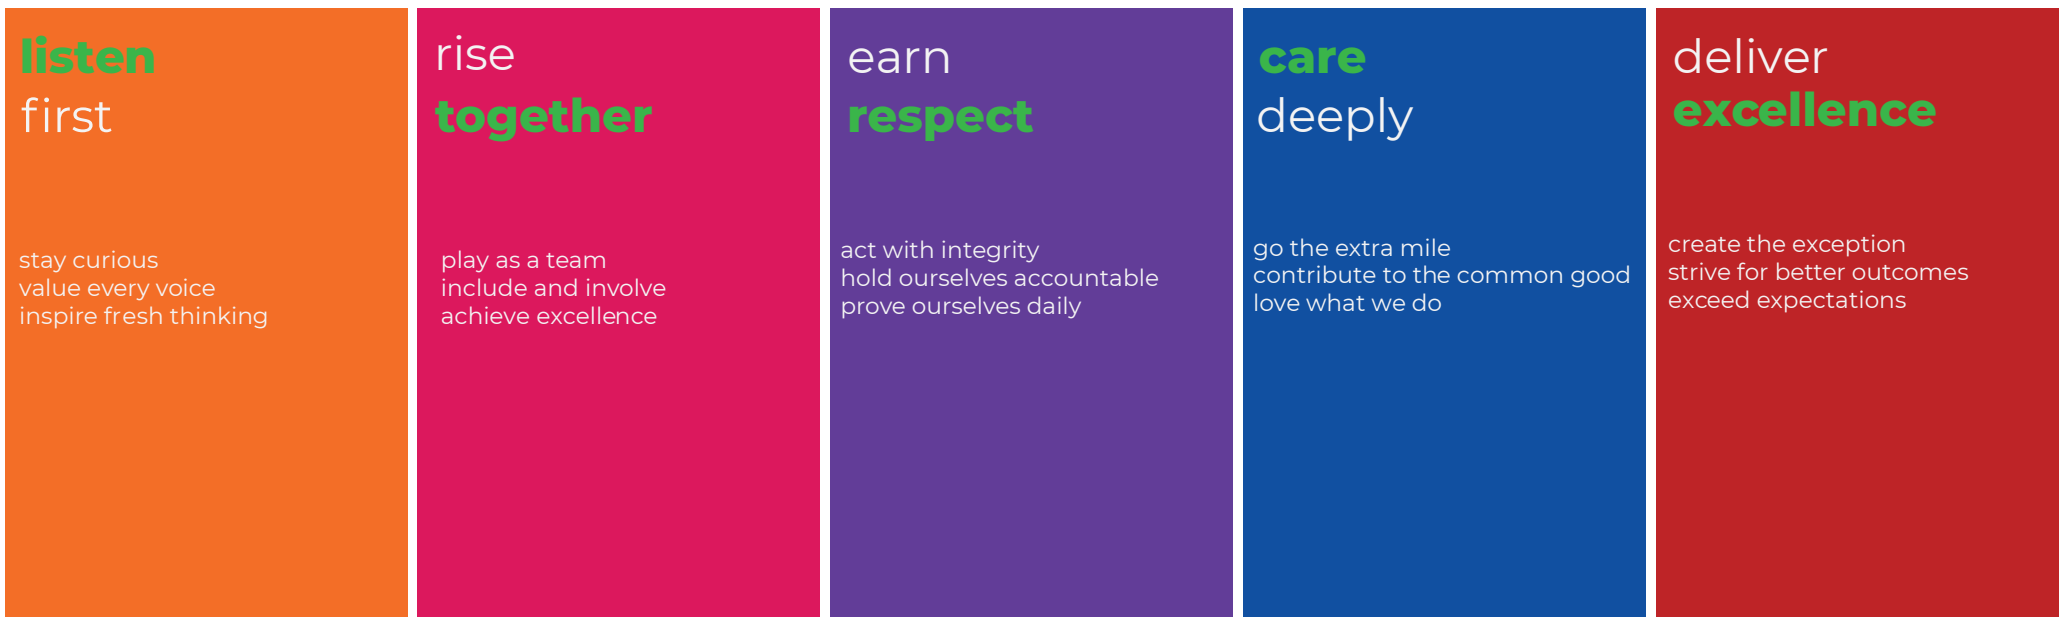 listen
first
stay curious
value every voice
inspire fresh thinking
rise
together
play as a team
include and involve
achieve excellence
earn
respect
act with integrity
hold ourselves accountable
prove ourselves daily
care
deeply
go the extra mile
contribute to the common good
love what we do
deliver
excellence
create the exception
strive for better outcomes
exceed expectations